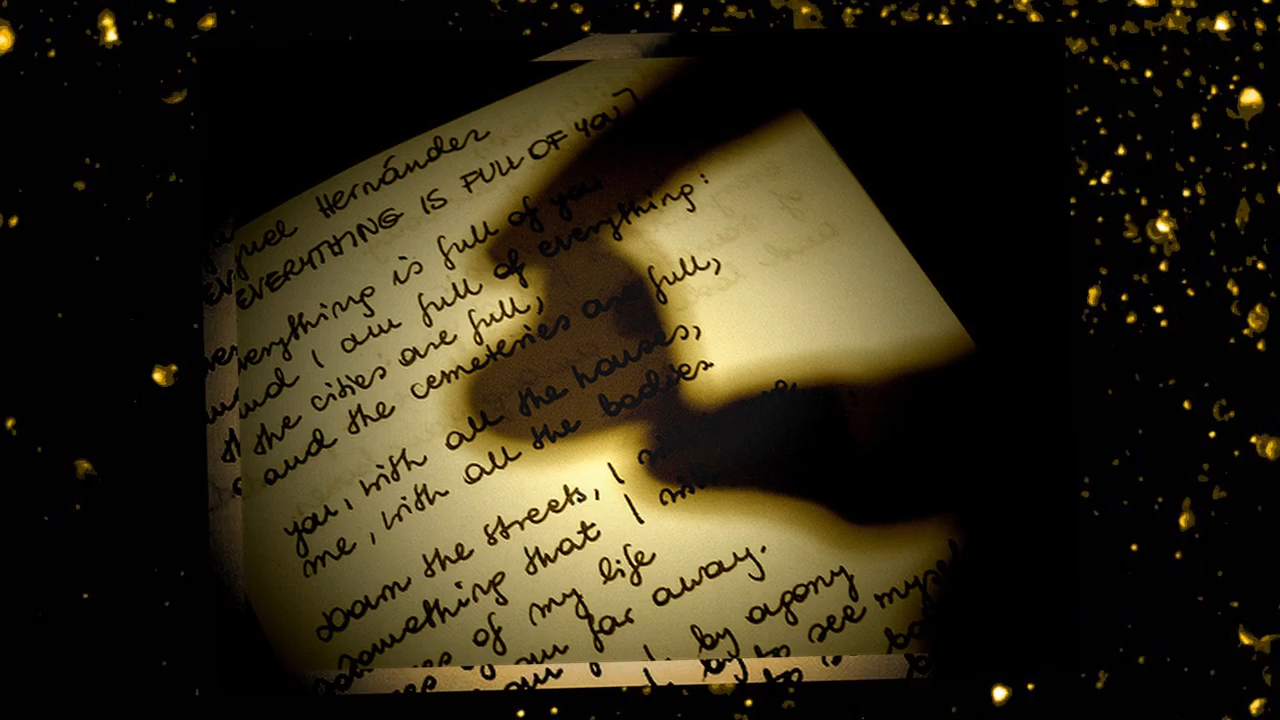 Hernández
EVERYTHING IS FULL OF YOU
everything is full of you
and I am full of everything:
the cities are full,
and the cemeteries are full,
you, with all the houses,
me, with all the bodies.
Down the streets, I
something that I
of my life
far away.
by agony
to see